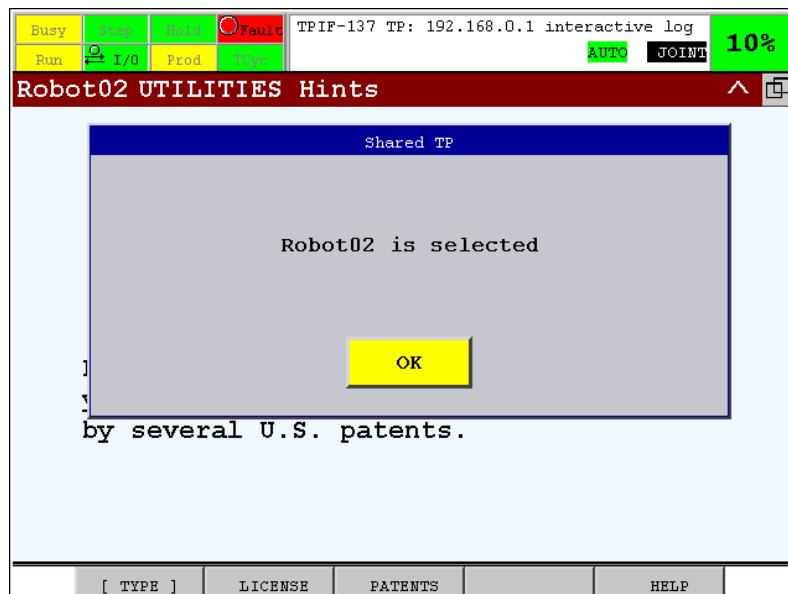 Busy Step Hold Fault TPIF-137 TP: 192.168.0.1 interactive log
Run I/O Prod TCyc AUTO JOINT 10%
Robot02 UTILITIES Hints
Shared TP
Robot02 is selected
OK
by several U.S. patents.
[ TYPE ] LICENSE PATENTS HELP